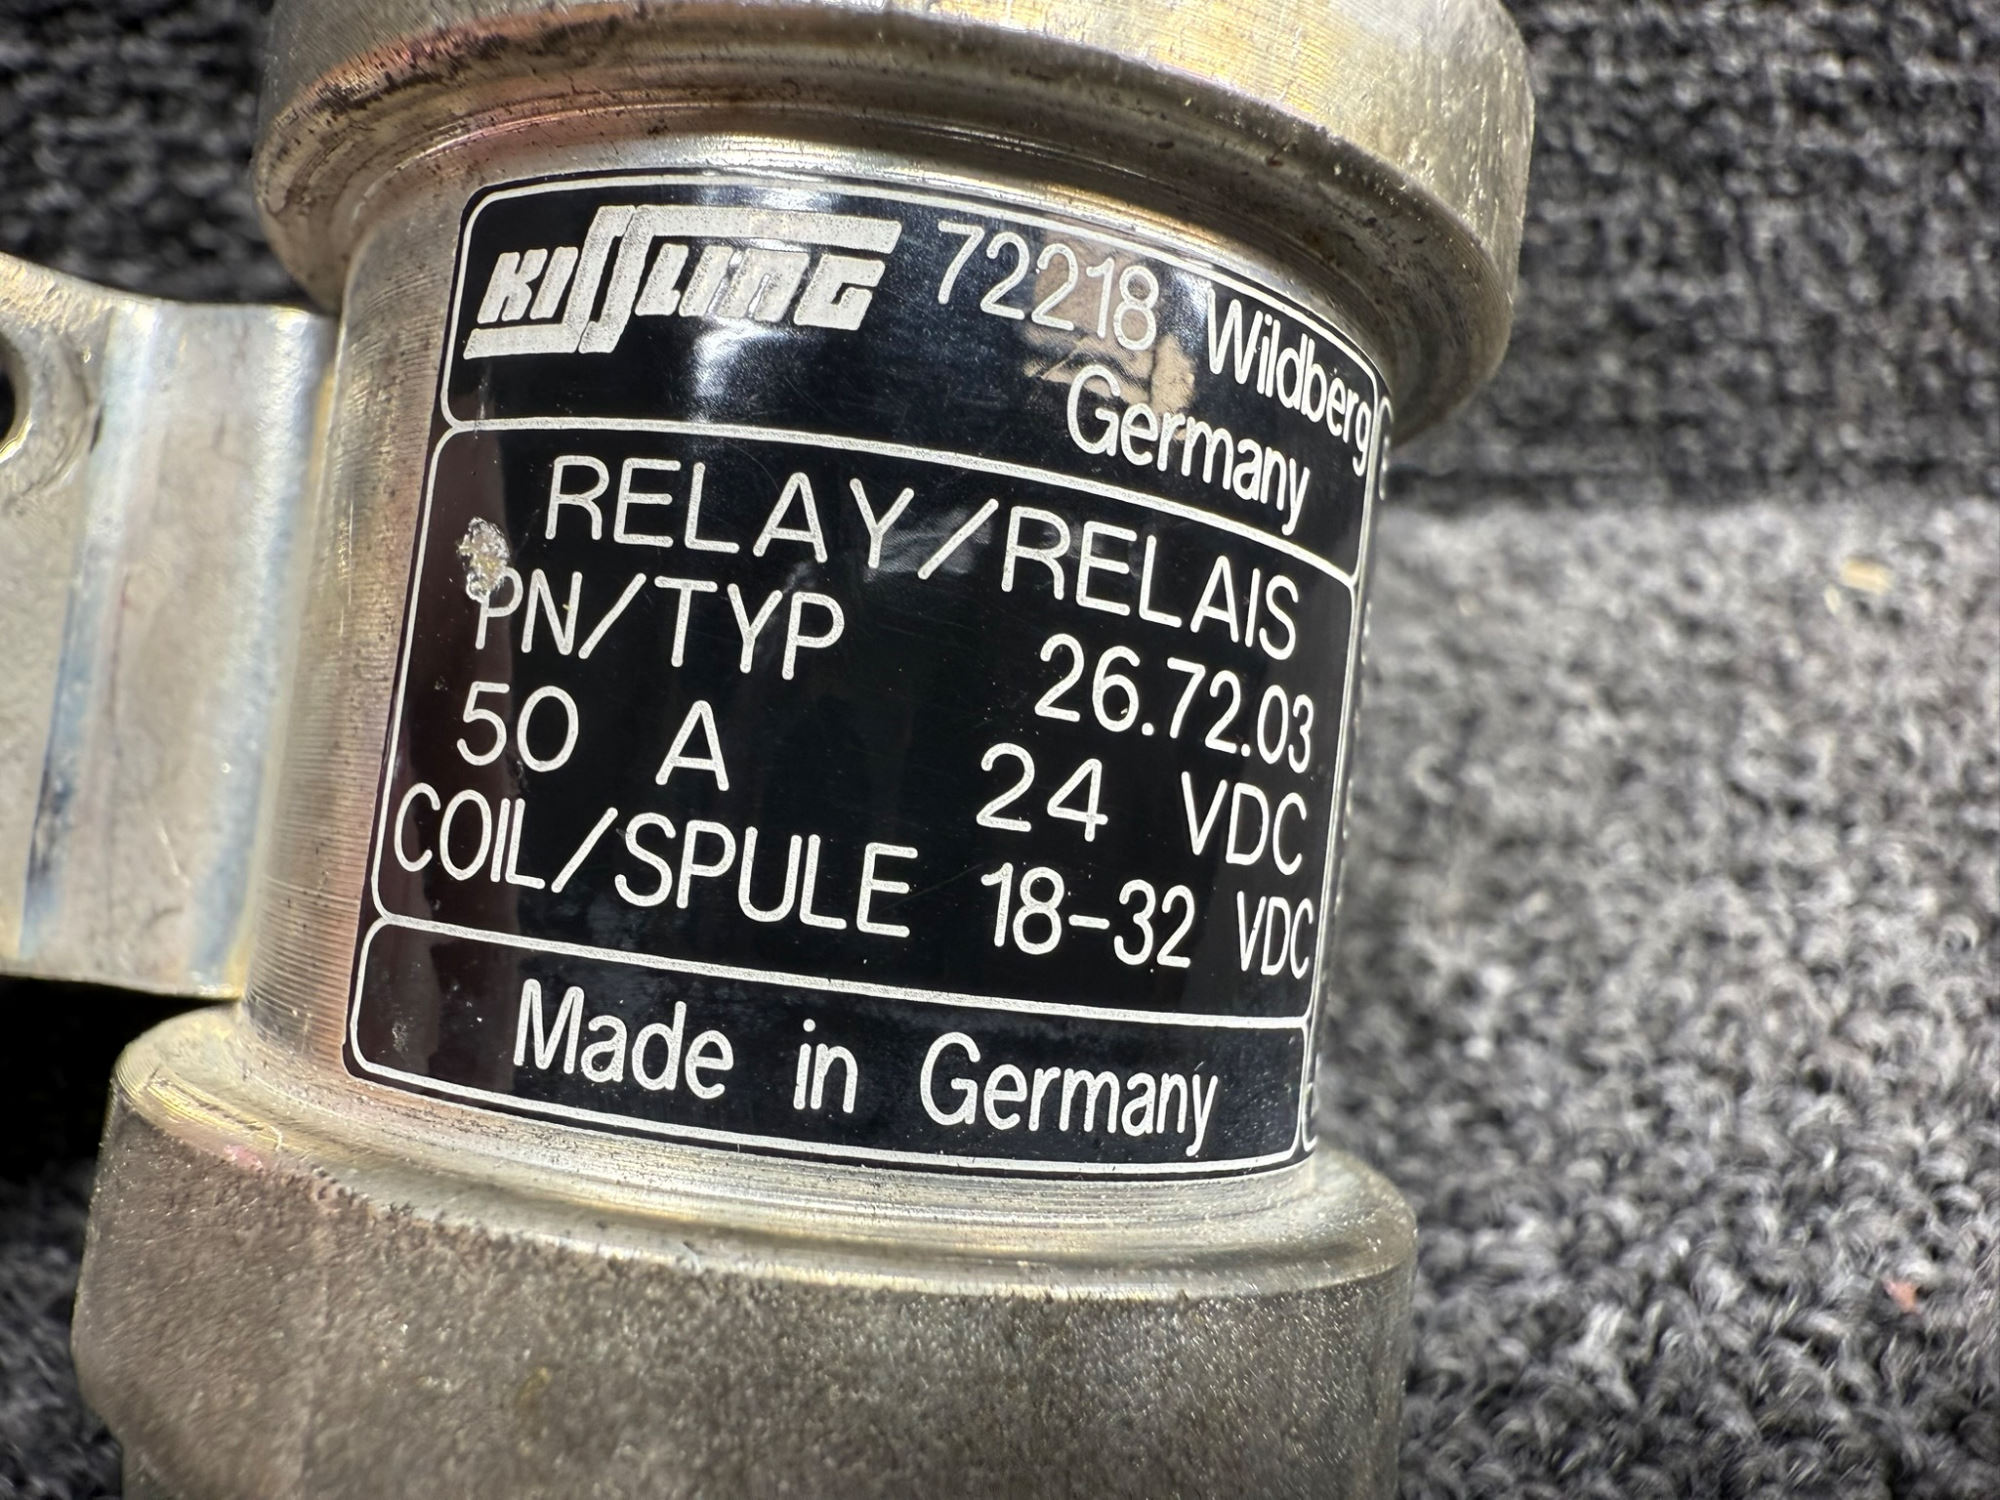 KISSLING 72218 Wildberg
Germany
RELAY/RELAIS
PN/TYP 26.72.03
50 A 24 VDC
COIL/SPULE 18-32 VDC
Made in Germany